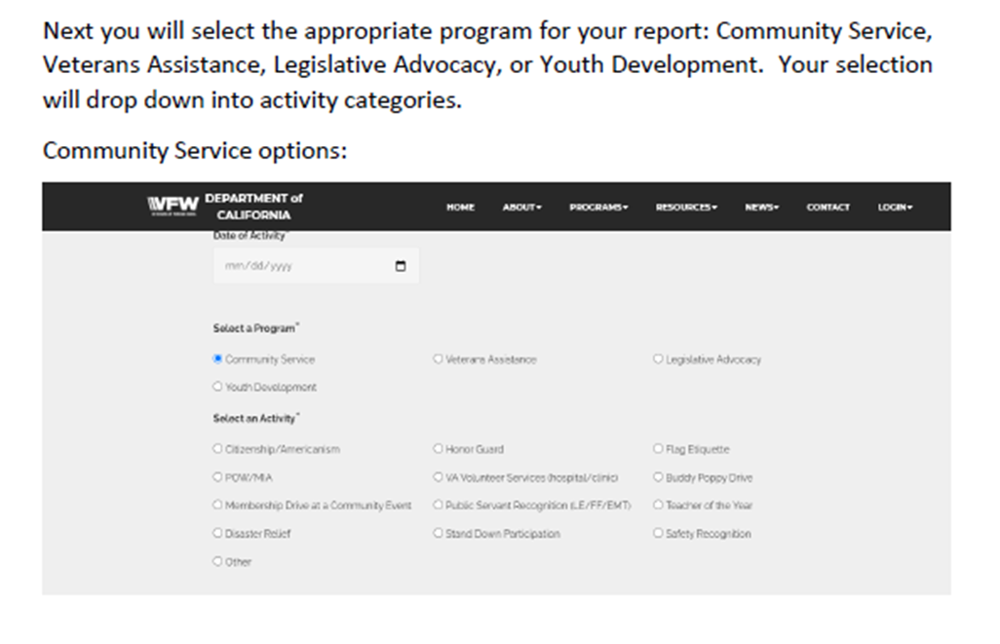 Next you will select the appropriate program for your report: Community Service,
Veterans Assistance, Legislative Advocacy, or Youth Development.  Your selection
will drop down into activity categories.
Community Service options:
VFW DEPARTMENT of CALIFORNIA HOME ABOUT PROGRAMS RESOURCES NEWS CONTACT LOGIN
Date of Activity*
mm/dd/yyyy
Select a Program*
Community Service Veterans Assistance Legislative Advocacy
Youth Development
Select an Activity*
Citizenship/Americanism Honor Guard Flag Etiquette
POW/MIA VA Volunteer Services (hospital/clinic) Buddy Poppy Drive
Membership Drive at a Community Event Public Servant Recognition (LE/FF/EMT) Teacher of the Year
Disaster Relief Stand Down Participation Safety Recognition
Other